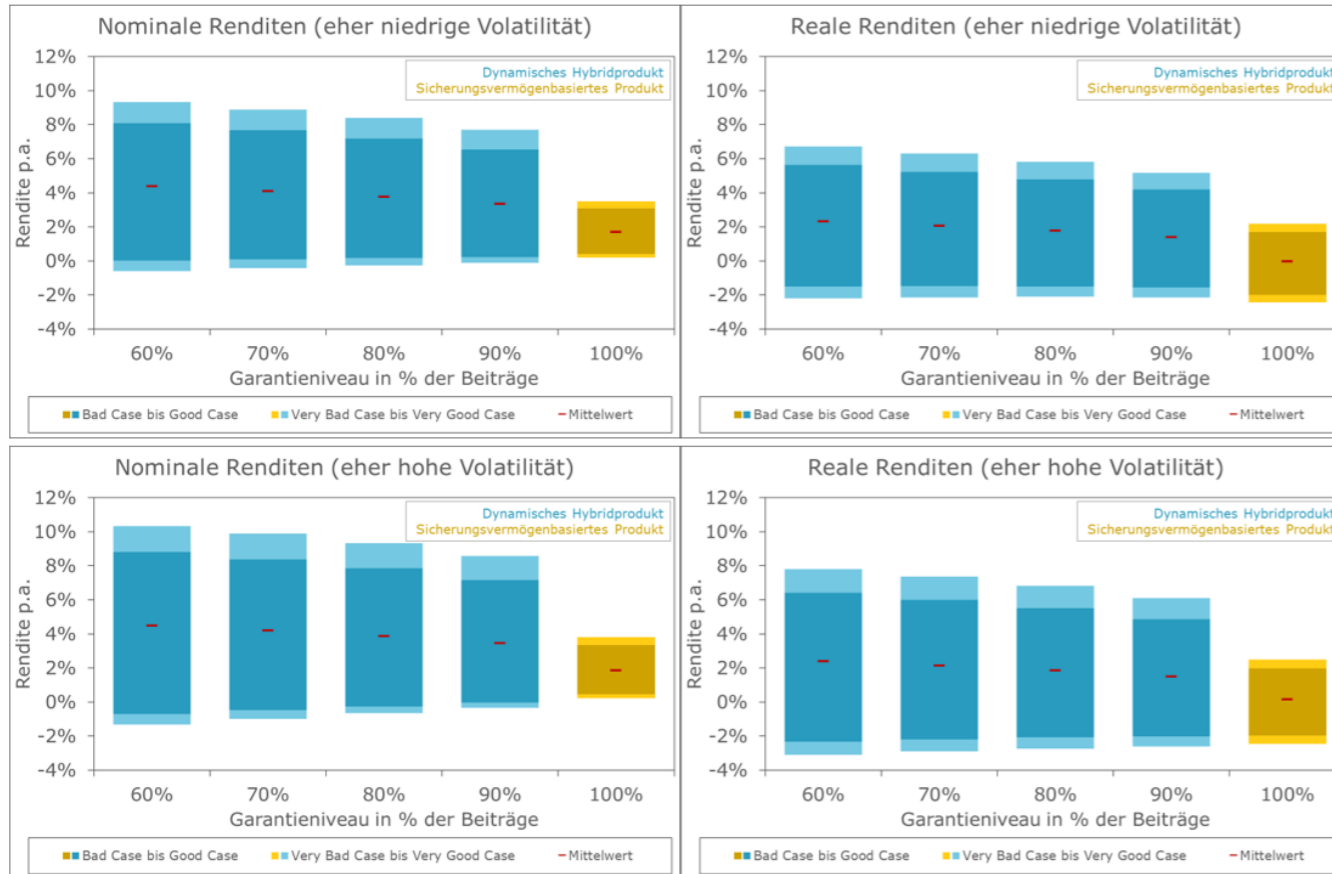 Nominale Renditen (eher niedrige Volatilität)
Dynamisches Hybridprodukt
Sicherungsvermögenbasiertes Produkt
Rendite p.a.
12%
10%
8%
6%
4%
2%
0%
-2%
-4%
60% 70% 80% 90% 100%
Garantieniveau in % der Beiträge
Bad Case bis Good Case Very Bad Case bis Very Good Case Mittelwert
Reale Renditen (eher niedrige Volatilität)
Dynamisches Hybridprodukt
Sicherungsvermögenbasiertes Produkt
Rendite p.a.
12%
10%
8%
6%
4%
2%
0%
-2%
-4%
60% 70% 80% 90% 100%
Garantieniveau in % der Beiträge
Bad Case bis Good Case Very Bad Case bis Very Good Case Mittelwert
Nominale Renditen (eher hohe Volatilität)
Dynamisches Hybridprodukt
Sicherungsvermögenbasiertes Produkt
Rendite p.a.
12%
10%
8%
6%
4%
2%
0%
-2%
-4%
60% 70% 80% 90% 100%
Garantieniveau in % der Beiträge
Bad Case bis Good Case Very Bad Case bis Very Good Case Mittelwert
Reale Renditen (eher hohe Volatilität)
Dynamisches Hybridprodukt
Sicherungsvermögenbasiertes Produkt
Rendite p.a.
12%
10%
8%
6%
4%
2%
0%
-2%
-4%
60% 70% 80% 90% 100%
Garantieniveau in % der Beiträge
Bad Case bis Good Case Very Bad Case bis Very Good Case Mittelwert